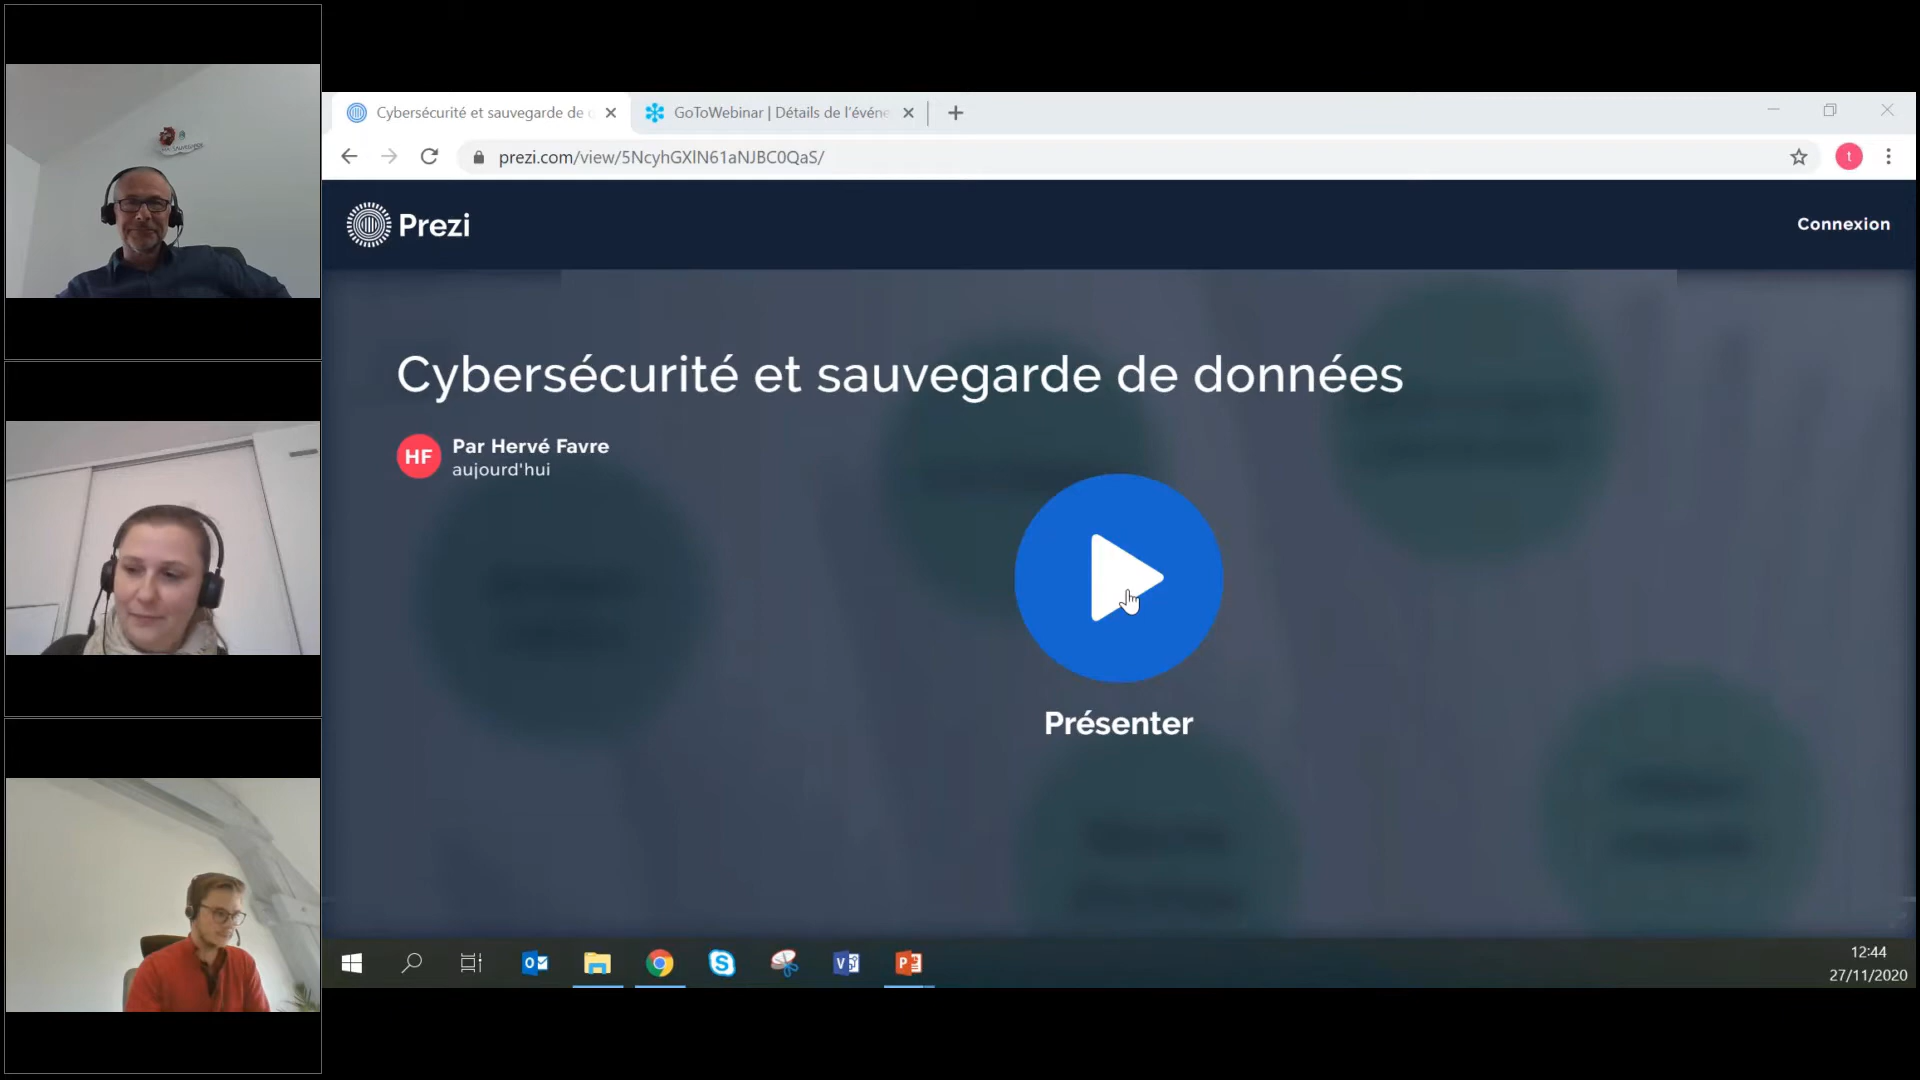 Cybersécurité et sauvegarde de
GoToWebinar | Détails de l'événe
prezi.com/view/5NcyhGXlN61aNJBC0QaS/
t
Prezi
Connexion
Cybersécurité et sauvegarde de données
HF
Par Hervé Favre
aujourd'hui
Présenter
12:44
27/11/2020